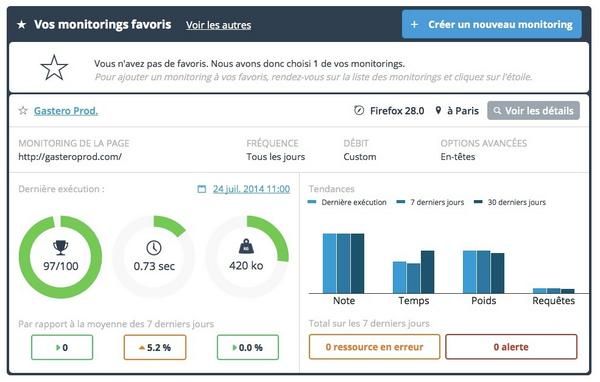 Vos monitorings favoris
Voir les autres
+ Créer un nouveau monitoring
Vous n'avez pas de favoris. Nous avons donc choisi 1 de vos monitorings.
Pour ajouter un monitoring à vos favoris, rendez-vous sur la liste des monitorings et cliquez sur l'étoile.
Gastero Prod.
Firefox 28.0
à Paris
Voir les détails
MONITORING DE LA PAGE
FRÉQUENCE
DÉBIT
OPTIONS AVANCÉES
http://gasteroprod.com/
Tous les jours
Custom
En-têtes
Dernière exécution :
24 juil. 2014 11:00
97/100
0.73 sec
KG
420 ko
Par rapport à la moyenne des 7 derniers jours
0
5.2 %
0.0 %
Tendances
Dernière exécution
7 derniers jours
30 derniers jours
Note
Temps
Poids
Requêtes
Total sur les 7 derniers jours
0 ressource en erreur
0 alerte